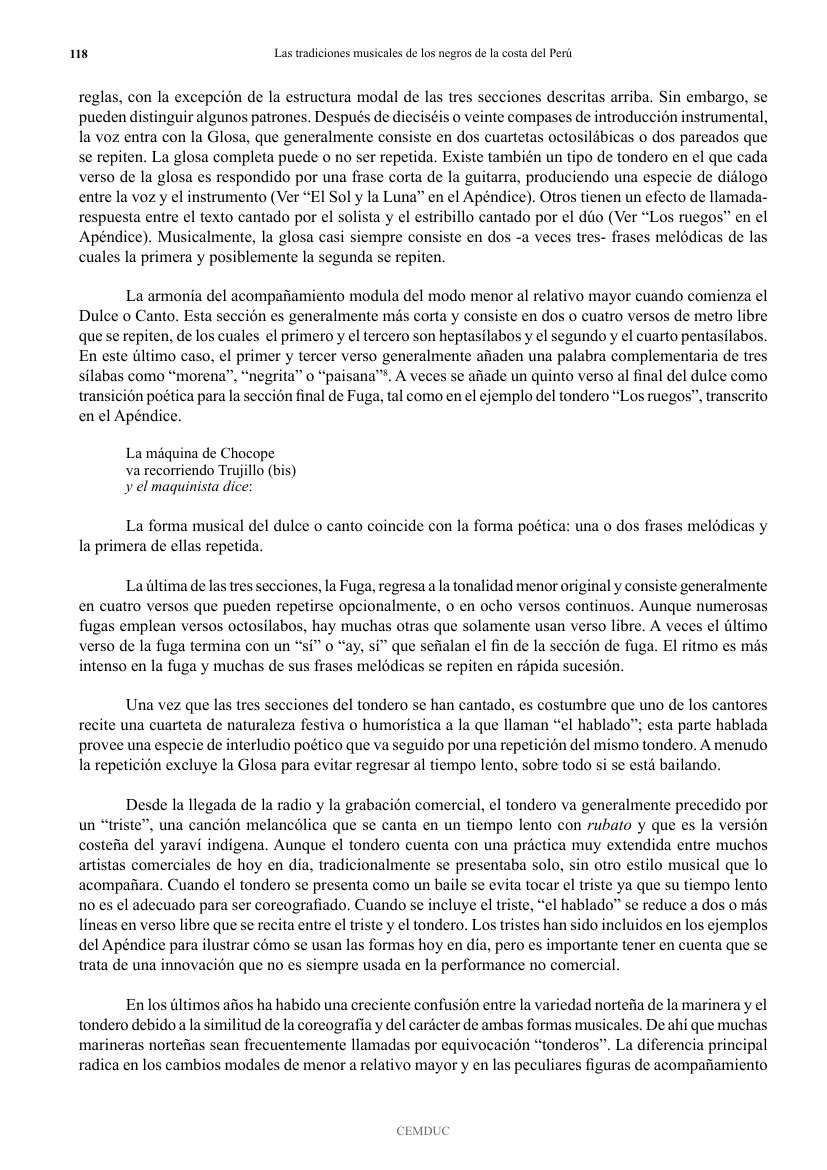 118
Las tradiciones musicales de los negros de la costa del Perú
reglas, con la excepción de la estructura modal de las tres secciones descritas arriba. Sin embargo, se
pueden distinguir algunos patrones. Después de dieciséis o veinte compases de introducción instrumental,
la voz entra con la Glosa, que generalmente consiste en dos cuartetas octosilábicas o dos pareados que
se repiten. La glosa completa puede o no ser repetida. Existe también un tipo de tondero en el que cada
verso de la glosa es respondido por una frase corta de la guitarra, produciendo una especie de diálogo
entre la voz y el instrumento (Ver “El Sol y la Luna” en el Apéndice). Otros tienen un efecto de llamada-
respuesta entre el texto cantado por el solista y el estribillo cantado por el dúo (Ver “Los ruegos” en el
Apéndice). Musicalmente, la glosa casi siempre consiste en dos -a veces tres- frases melódicas de las
cuales la primera y posiblemente la segunda se repiten.
La armonía del acompañamiento modula del modo menor al relativo mayor cuando comienza el
Dulce o Canto. Esta sección es generalmente más corta y consiste en dos o cuatro versos de metro libre
que se repiten, de los cuales el primero y el tercero son heptasílabos y el segundo y el cuarto pentasílabos.
En este último caso, el primer y tercer verso generalmente añaden una palabra complementaria de tres
sílabas como “morena”, “negrita” o “paisana”⁸. A veces se añade un quinto verso al final del dulce como
transición poética para la sección final de Fuga, tal como en el ejemplo del tondero “Los ruegos”, transcrito
en el Apéndice.
La máquina de Chocope
va recorriendo Trujillo (bis)
y el maquinista dice:
La forma musical del dulce o canto coincide con la forma poética: una o dos frases melódicas y
la primera de ellas repetida.
La última de las tres secciones, la Fuga, regresa a la tonalidad menor original y consiste generalmente
en cuatro versos que pueden repetirse opcionalmente, o en ocho versos continuos. Aunque numerosas
fugas emplean versos octosílabos, hay muchas otras que solamente usan verso libre. A veces el último
verso de la fuga termina con un “sí” o “ay, sí” que señalan el fin de la sección de fuga. El ritmo es más
intenso en la fuga y muchas de sus frases melódicas se repiten en rápida sucesión.
Una vez que las tres secciones del tondero se han cantado, es costumbre que uno de los cantores
recite una cuarteta de naturaleza festiva o humorística a la que llaman “el hablado”; esta parte hablada
provee una especie de interludio poético que va seguido por una repetición del mismo tondero. A menudo
la repetición excluye la Glosa para evitar regresar al tiempo lento, sobre todo si se está bailando.
Desde la llegada de la radio y la grabación comercial, el tondero va generalmente precedido por
un “triste”, una canción melancólica que se canta en un tiempo lento con rubato y que es la versión
costeña del yaraví indígena. Aunque el tondero cuenta con una práctica muy extendida entre muchos
artistas comerciales de hoy en día, tradicionalmente se presentaba solo, sin otro estilo musical que lo
acompañara. Cuando el tondero se presenta como un baile se evita tocar el triste ya que su tiempo lento
no es el adecuado para ser coreografiado. Cuando se incluye el triste, “el hablado” se reduce a dos o más
líneas en verso libre que se recita entre el triste y el tondero. Los tristes han sido incluidos en los ejemplos
del Apéndice para ilustrar cómo se usan las formas hoy en día, pero es importante tener en cuenta que se
trata de una innovación que no es siempre usada en la performance no comercial.
En los últimos años ha habido una creciente confusión entre la variedad norteña de la marinera y el
tondero debido a la similitud de la coreografía y del carácter de ambas formas musicales. De ahí que muchas
marineras norteñas sean frecuentemente llamadas por equivocación “tonderos”. La diferencia principal
radica en los cambios modales de menor a relativo mayor y en las peculiares figuras de acompañamiento
CEMDUC